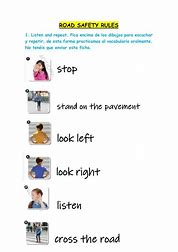 ROAD SAFETY RULES
1. Listen and repeat. Pica encima de los dibujos para escuchar
y repetir, de esta forma practicamos el vocabulario oralmente.
No tenéis que enviar esta ficha.
stop
stand on the pavement
look left
look right
listen
cross the road